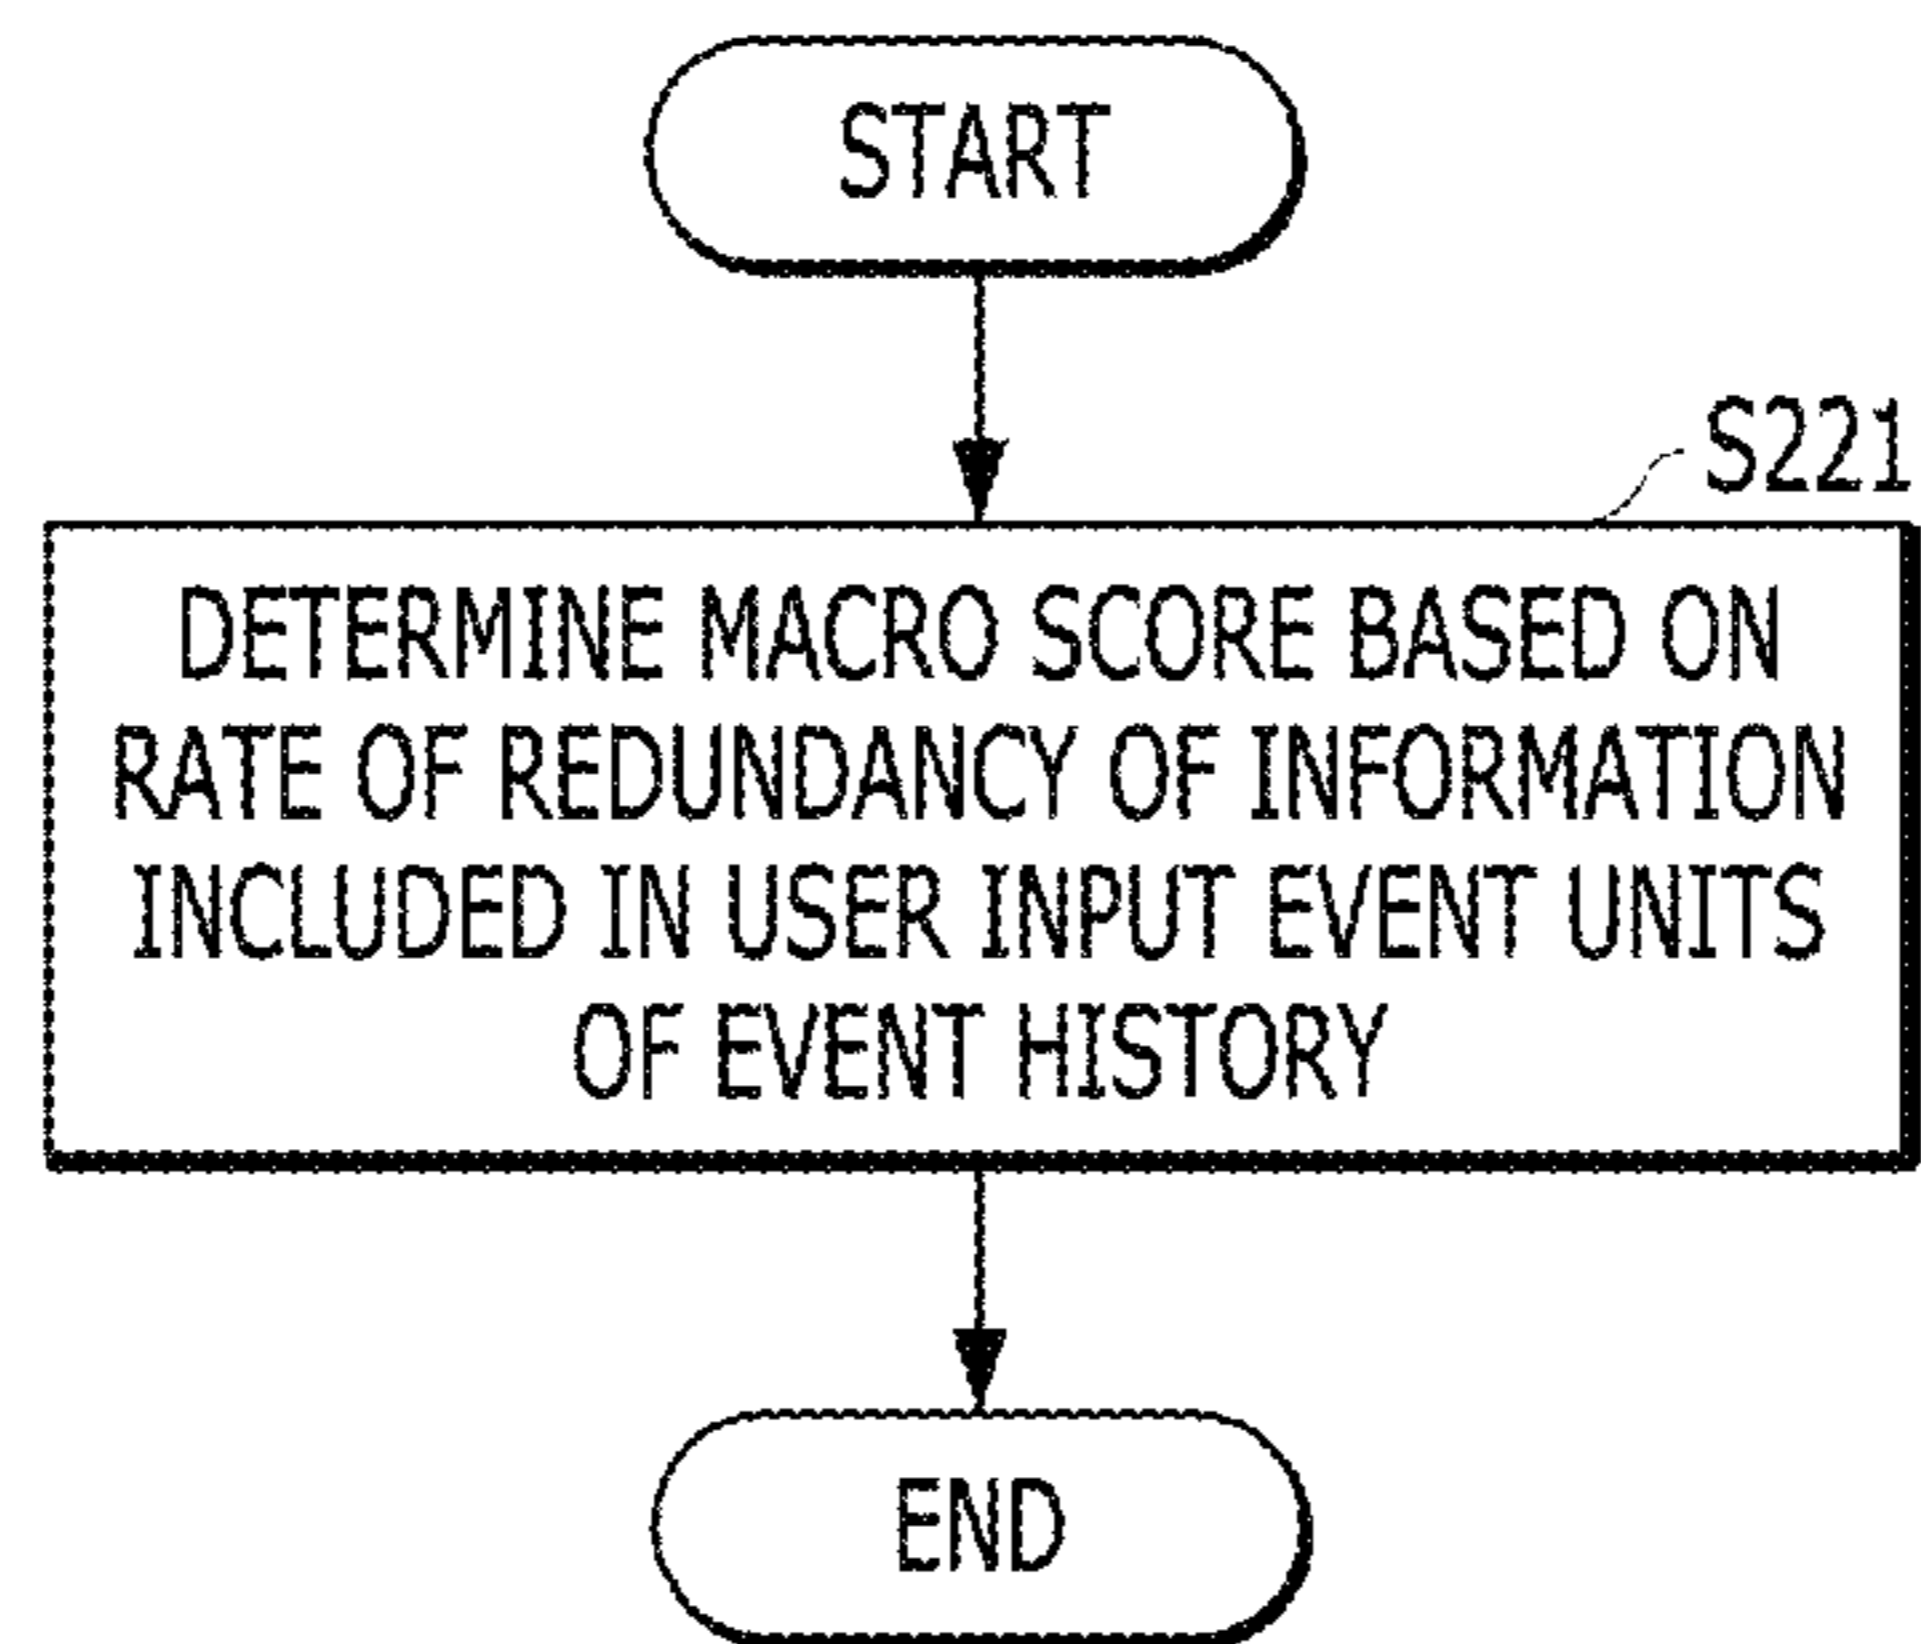 START
S221
DETERMINE MACRO SCORE BASED ON
RATE OF REDUNDANCY OF INFORMATION
INCLUDED IN USER INPUT EVENT UNITS
OF EVENT HISTORY
END